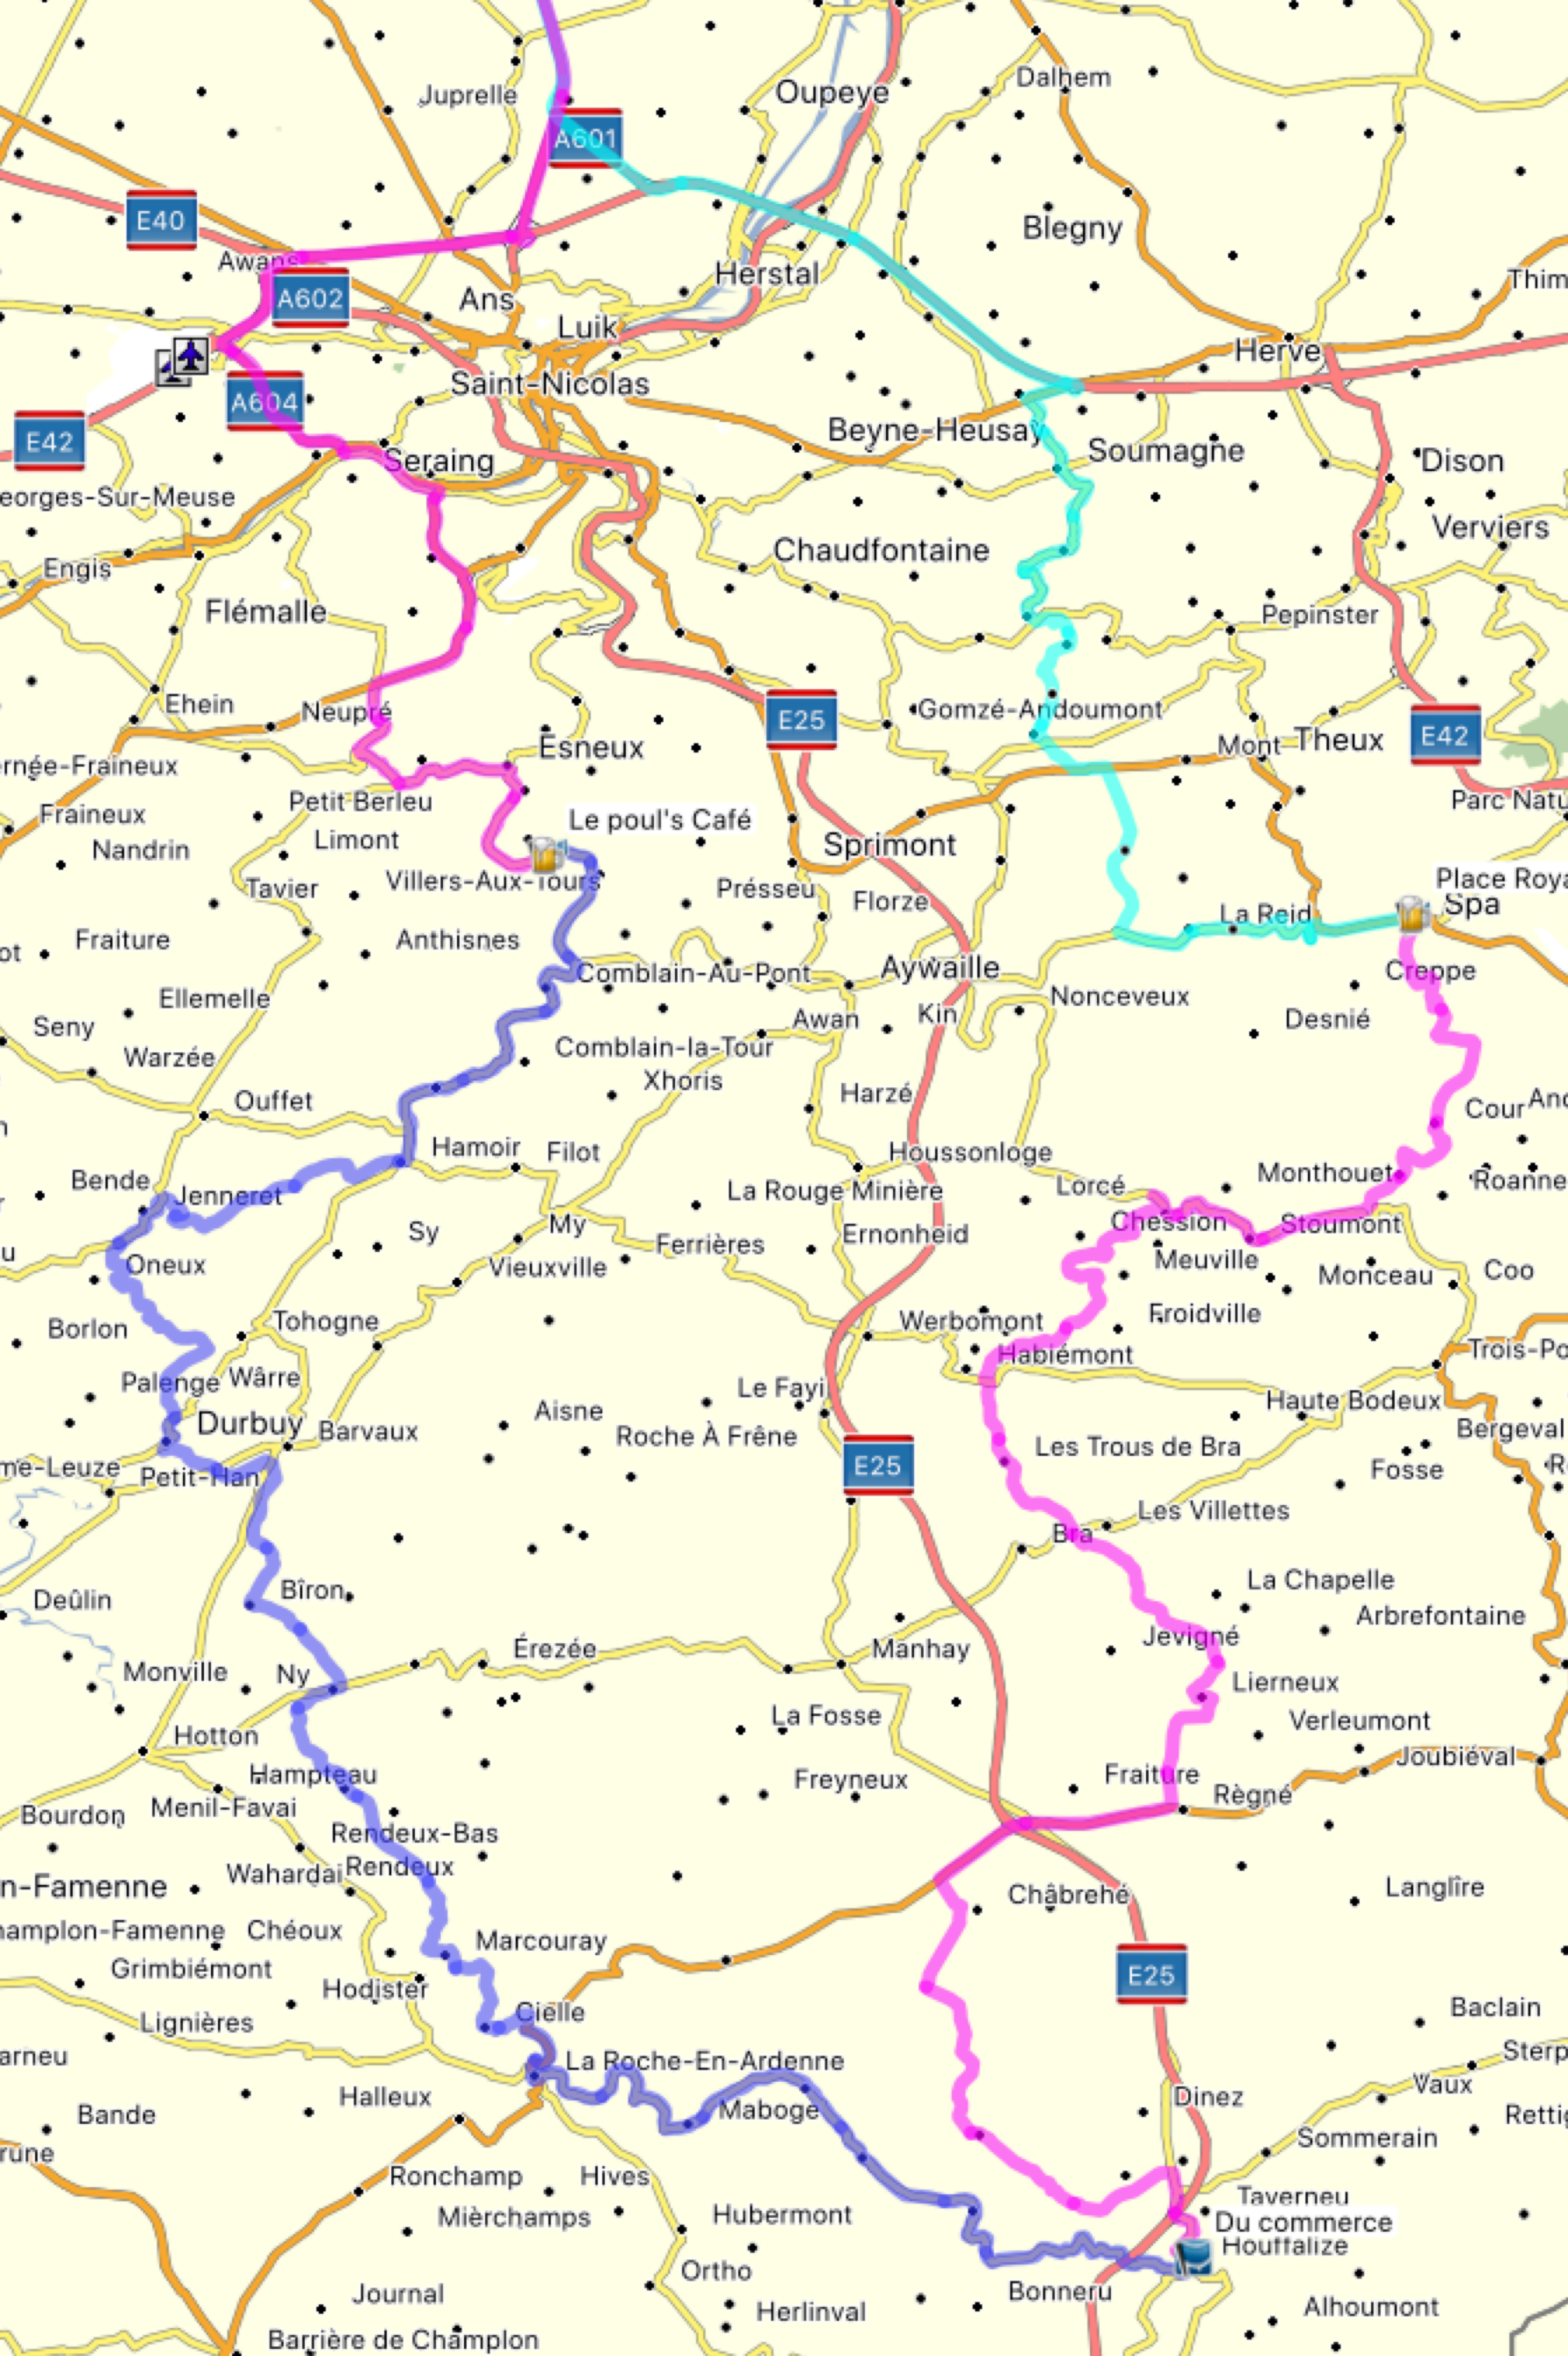 Dalhem
Oupeye
Juprelle
A601
E40
Blegny
Awans
Herstal
Thim
A602
Ans
Luik
Herve
Saint-Nicolas
A604
E42
Beyne-Heusay
Soumagne
Seraing
Dison
eorges-Sur-Meuse
Verviers
Chaudfontaine
Engis
Flémalle
Pepinster
Ehein
Neupré
Gomzé-Andoumont
E25
E42
Esneux
Mont
Theux
ernée-Fraineux
Petit Berleu
Parc Natu
Fraineux
Le poul's Café
Limont
Sprimont
Nandrin
Villers-Aux-Tours
Place Roya
Tavier
Présseu
Florze
Spa
La Reid
Fraiture
Anthisnes
ot
Comblain-Au-Pont
Aywaille
Creppe
Ellemelle
Nonceveux
Seny
Awan
Kin
Desnié
Warzée
Comblain-la-Tour
Xhoris
Ouffet
Harzé
Cour
And
Hamoir
Filot
Houssonloge
Bende
Jenneret
La Rouge Minière
Lorcé
Monthouet
Roanne
Sy
My
Ernonheid
Chession
Stoumont
Ferrières
Oneux
Vieuxville
Meuville
Monceau
Coo
Borlon
Tohogne
Werbomont
Froidville
Habiémont
Trois-Po
Palenge
Wârre
Le Fayi
Haute Bodeux
Durbuy
Barvaux
Aisne
Roche À Frêne
Les Trous de Bra
Bergeval
me-Leuze
Petit-Han
E25
Fosse
R
Les Villettes
Bra
Deûlin
Bîron
La Chapelle
Arbrefontaine
Érezée
Manhay
Jevigné
Monville
Ny
Lierneux
Hotton
La Fosse
Verleumont
Joubiéval
Hampteau
Freyneux
Fraiture
Règné
Bourdon
Menil-Favai
Rendeux-Bas
Wahardai
Rendeux
n-Famenne
Châbrehé
Langlîre
hamplon-Famenne
Chéoux
Marcouray
Grimbiémont
E25
Hodister
Cielle
Baclain
Lignières
arneu
La Roche-En-Ardenne
Sterp
Halleux
Dinez
Vaux
Bande
Maboge
Rettig
rune
Sommerain
Ronchamp
Hives
Taverneu
Mièrchamps
Hubermont
Du commerce
Houffalize
Ortho
Bonneru
Journal
Herlinval
Alhoumont
Barrière de Champlon